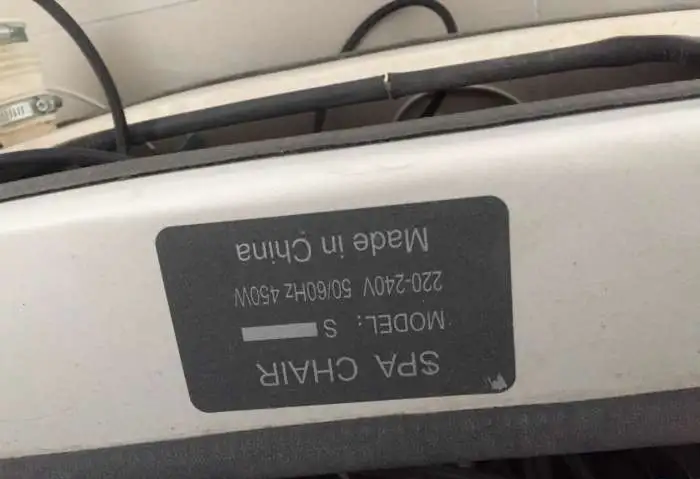 SPA CHAIR
MODEL: S
220-240V 50/60Hz 450W
Made in China